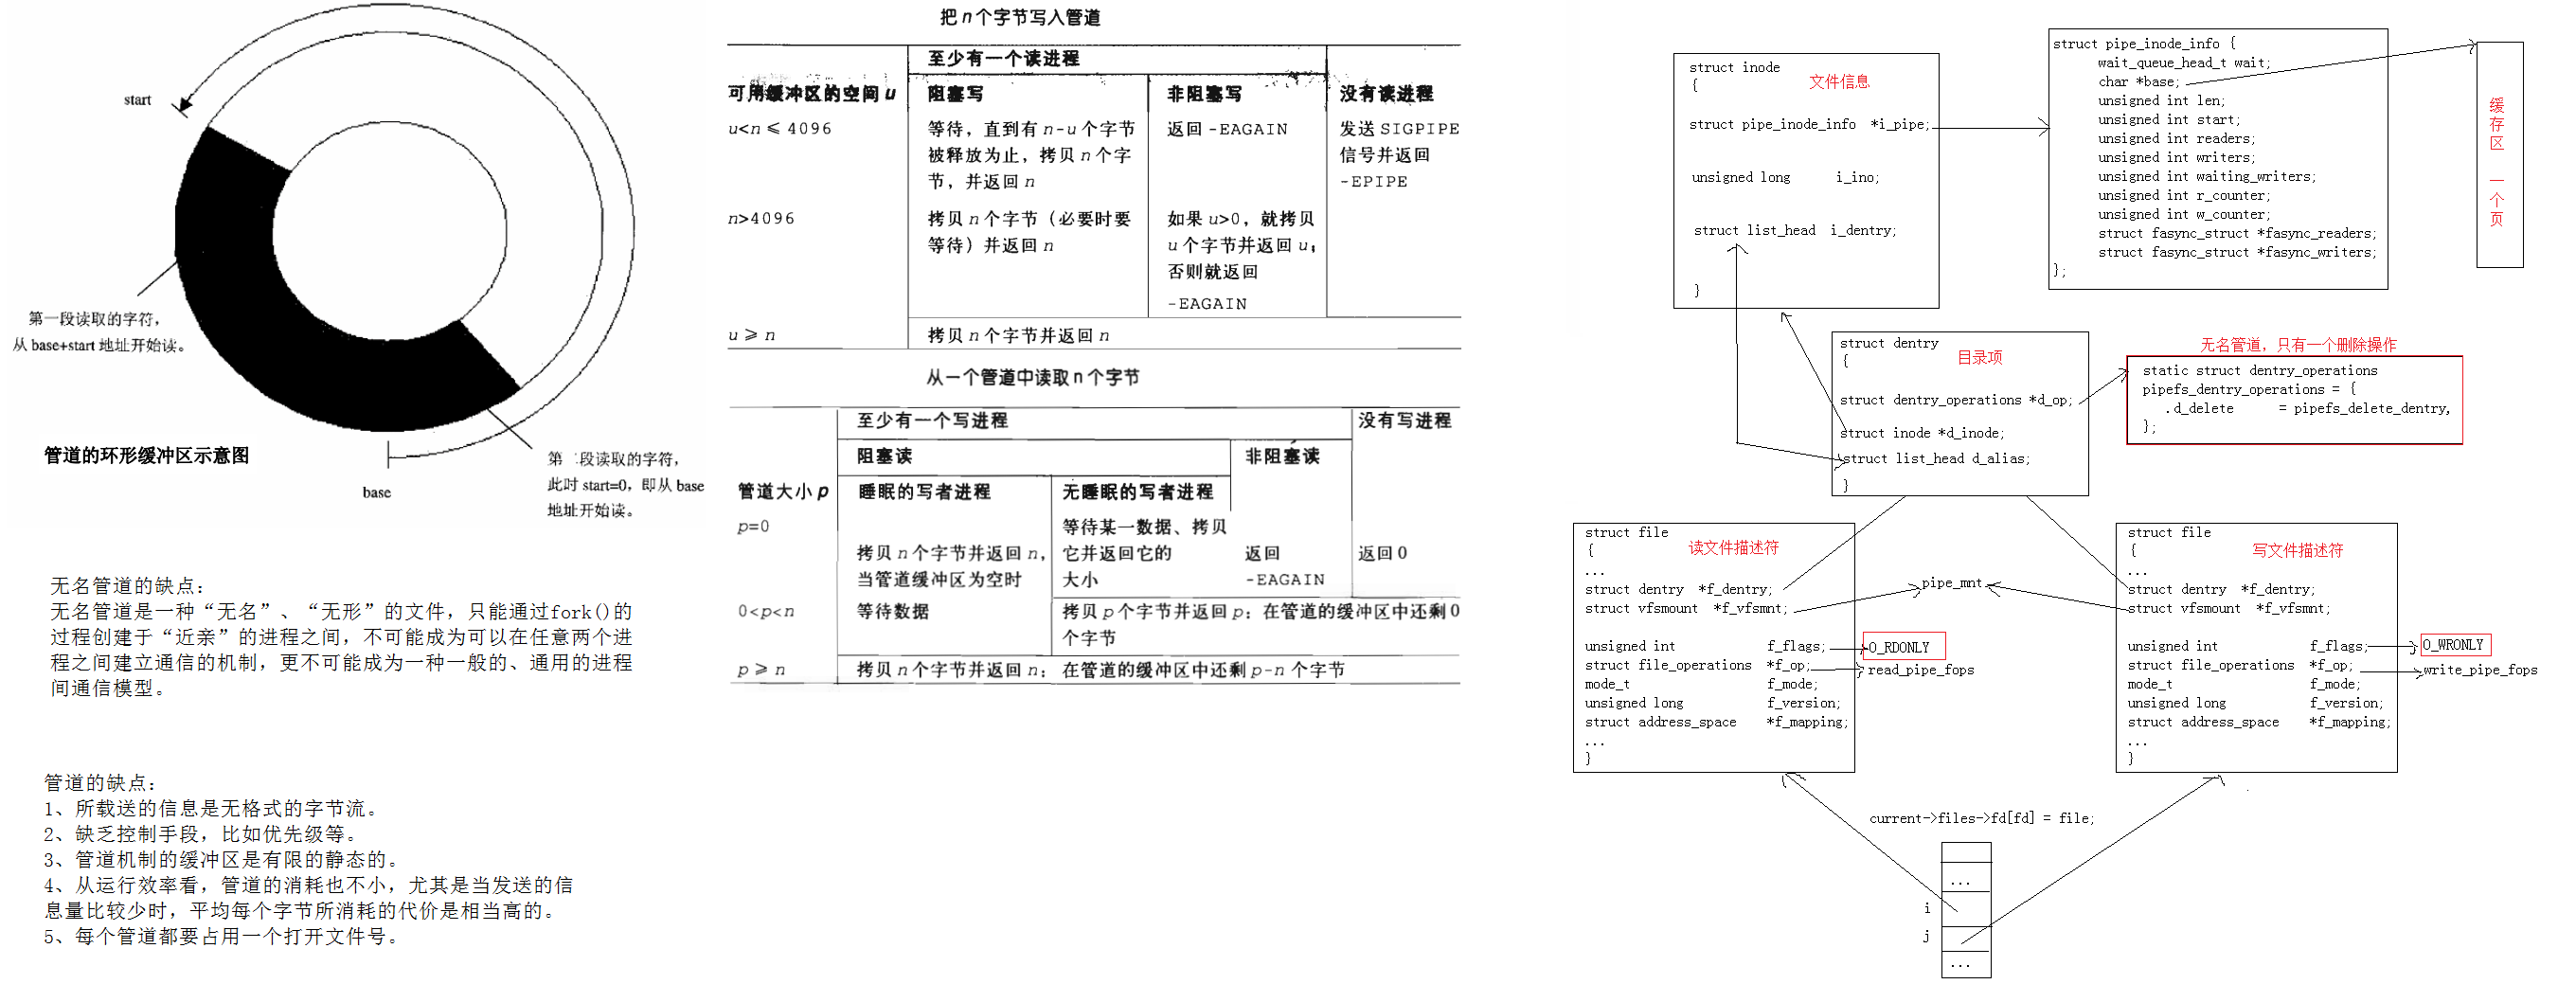 start
第一段读取的字符，
从 base+start 地址开始读。
管道的环形缓冲区示意图
base
第二段读取的字符，
此时 start=0，即从 base
地址开始读。
无名管道的缺点：
无名管道是一种“无名”、“无形”的文件，只能通过fork()的
过程创建于“近亲”的进程之间，不可能成为可以在任意两个进
程之间建立通信的机制，更不可能成为一种一般的、通用的进程
间通信模型。
管道的缺点：
1、所载送的信息是无格式的字节流。
2、缺乏控制手段，比如优先级等。
3、管道机制的缓冲区是有限的静态的。
4、从运行效率看，管道的消耗也不小，尤其是当发送的信
息量比较少时，平均每个字节所消耗的代价是相当高的。
5、每个管道都要占用一个打开文件号。
把 n 个字节写入管道
至少有一个读进程
可用缓冲区的空间 u 阻塞写 非阻塞写 没有读进程
u<n ≤ 4096 等待，直到有 n-u 个字节 返回 -EAGAIN 发送 SIGPIPE
被释放为止，拷贝 n 个字 信号并返回
节，并返回 n -EPIPE
n>4096 拷贝 n 个字节（必要时要 如果 u>0，就拷贝
等待）并返回 n u 个字节并返回 u；
否则就返回
-EAGAIN
u ≥ n 拷贝 n 个字节并返回 n
从一个管道中读取 n 个字节
至少有一个写进程 没有写进程
阻塞读 非阻塞读
管道大小 p 睡眠的写者进程 无睡眠的写者进程
p=0 等待某一数据、拷贝
拷贝 n 个字节并返回 n， 它并返回它的 返回 返回 0
当管道缓冲区为空时 大小 -EAGAIN
0<p<n 等待数据 拷贝 p 个字节并返回 p：在管道的缓冲区中还剩 0
个字节
p ≥ n 拷贝 n 个字节并返回 n：在管道的缓冲区中还剩 p-n 个字节
struct inode
{
文件信息
struct pipe_inode_info *i_pipe;
unsigned long i_ino;
struct list_head i_dentry;
}
struct pipe_inode_info {
wait_queue_head_t wait;
char *base;
unsigned int len;
unsigned int start;
unsigned int readers;
unsigned int writers;
unsigned int waiting_writers;
unsigned int r_counter;
unsigned int w_counter;
struct fasync_struct *fasync_readers;
struct fasync_struct *fasync_writers;
};
缓存区 一个页
struct dentry
{
目录项
struct dentry_operations *d_op;
struct inode *d_inode;
struct list_head d_alias;
}
无名管道，只有一个删除操作
static struct dentry_operations
pipefs_dentry_operations = {
.d_delete = pipefs_delete_dentry,
};
struct file
{
读文件描述符
...
struct dentry *f_dentry;
struct vfsmount *f_vfsmnt;
unsigned int f_flags;
struct file_operations *f_op;
mode_t f_mode;
unsigned long f_version;
struct address_space *f_mapping;
...
}
O_RDONLY
read_pipe_fops
pipe_mnt
struct file
{
写文件描述符
...
struct dentry *f_dentry;
struct vfsmount *f_vfsmnt;
unsigned int f_flags;
struct file_operations *f_op;
mode_t f_mode;
unsigned long f_version;
struct address_space *f_mapping;
...
}
O_WRONLY
write_pipe_fops
current->files->fd[fd] = file;
...
i
j
...